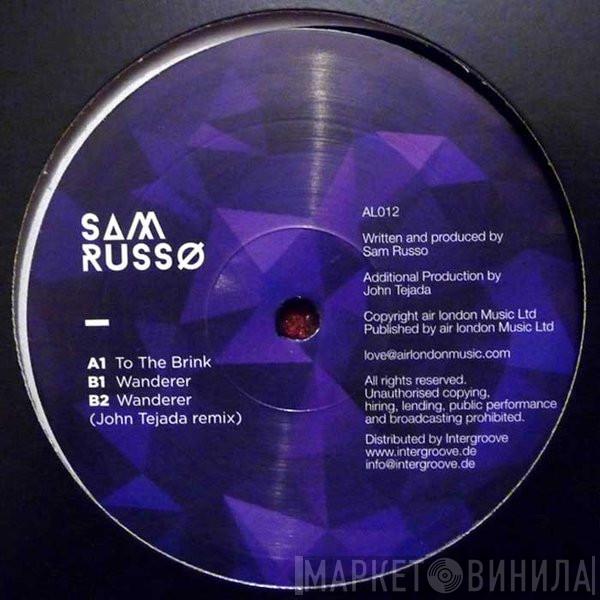 SAM
RUSSØ
A1 To The Brink
B1 Wanderer
B2 Wanderer
(John Tejada remix)
AL012
Written and produced by
Sam Russo
Additional Production by
John Tejada
Copyright air london Music Ltd
Published by air london Music Ltd
love@airlondonmusic.com
All rights reserved.
Unauthorised copying,
hiring, lending, public performance
and broadcasting prohibited.
Distributed by Intergroove
www.intergroove.de
info@intergroove.de
МАРКЕТ ВИНИЛА